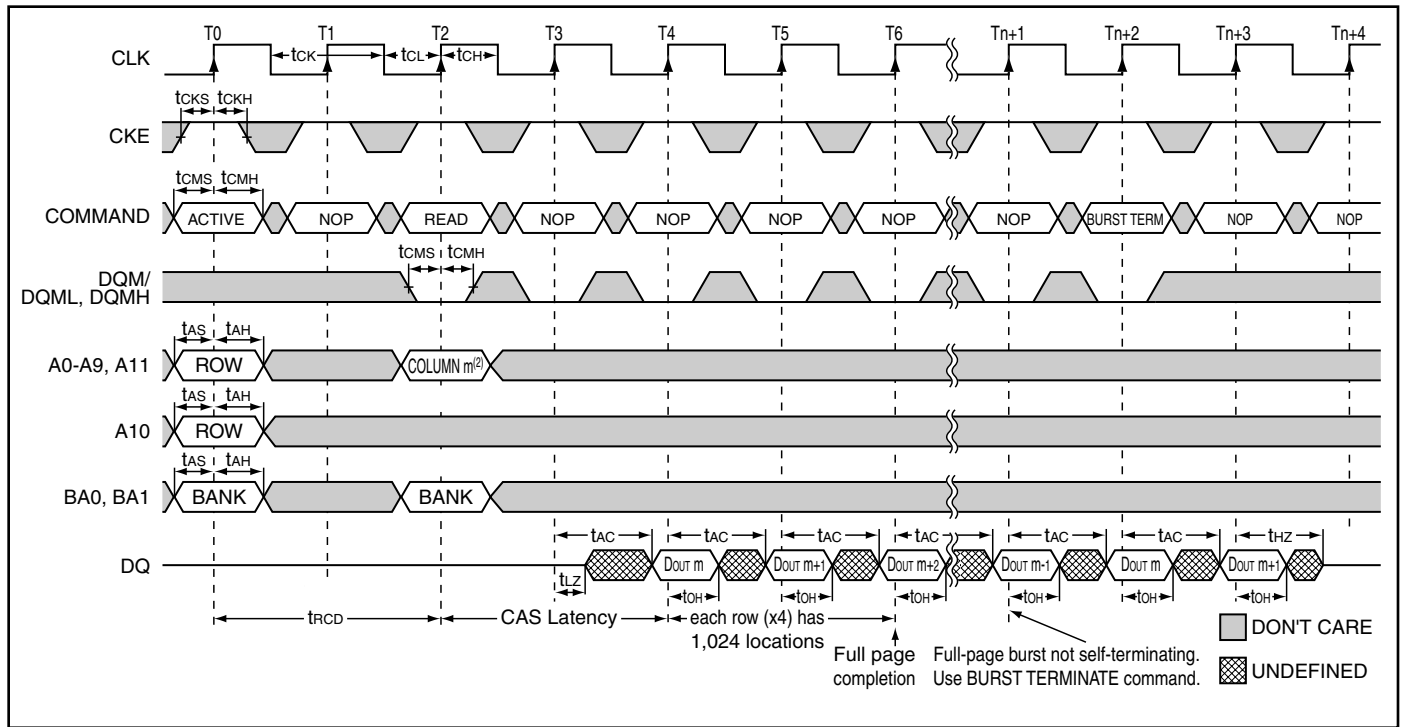 T0 T1 T2 T3 T4 T5 T6 Tn+1 Tn+2 Tn+3 Tn+4
CLK tCK tCL tCH
tCKS tCKH
CKE
tCMS tCMH
COMMAND ACTIVE NOP READ NOP NOP NOP NOP NOP BURST TERM NOP NOP
tCMS tCMH
DQM/
DQML, DQMH
tAS tAH
A0-A9, A11 ROW COLUMN m(2)
tAS tAH
A10 ROW
tAS tAH
BA0, BA1 BANK BANK
tAC tAC tAC tAC tAC tAC tHZ
DQ DOUT m DOUT m+1 DOUT m+2 DOUT m-1 DOUT m DOUT m+1
tLZ tOH tOH tOH tOH tOH tOH
tRCD CAS Latency each row (x4) has
1,024 locations
Full page
completion
Full-page burst not self-terminating.
Use BURST TERMINATE command.
DON'T CARE
UNDEFINED